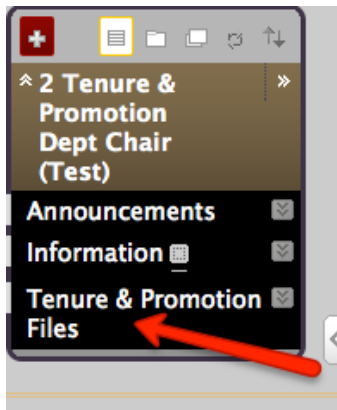 2 Tenure &
Promotion
Dept Chair
(Test)
Announcements
Information
Tenure & Promotion
Files